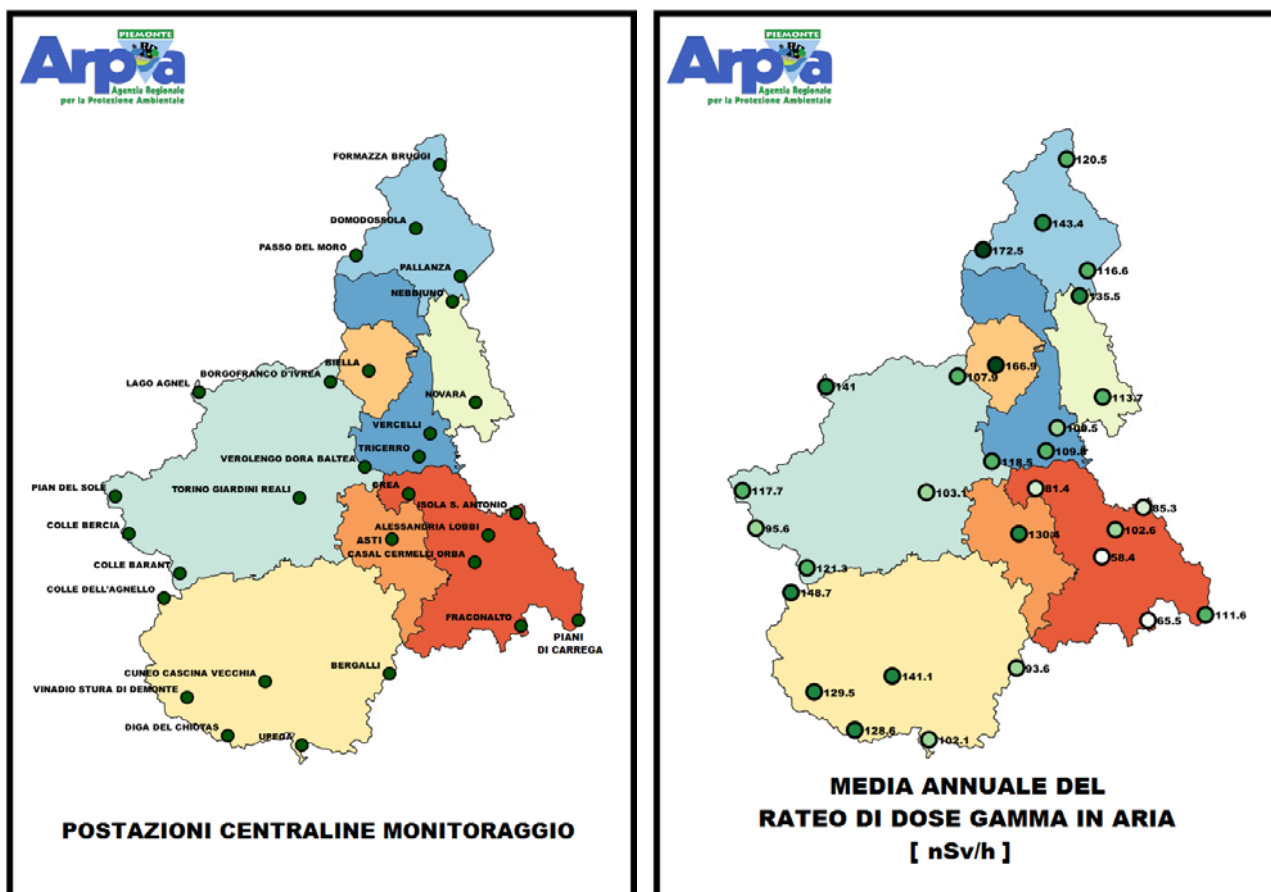 PIEMONTE
Arpa
Agenzia Regionale
per la Protezione Ambientale
FORMAZZA BRUGGI
DOMODOSSOLA
PASSO DEL MORO
PALLANZA
NEBBIUNO
BIELLA
BORGOFRANCO D'IVREA
LAGO AGNEL
NOVARA
VERCELLI
TRICERRO
VEROLENGO DORA BALTEA
CREA
PIAN DEL SOLE
TORINO GIARDINI REALI
ISOLA S. ANTONIO
COLLE BERCIA
ALESSANDRIA LOBBI
ASTI
CASAL CERMELLI ORBA
COLLE BARANT
COLLE DELL'AGNELLO
FRACONALTO
PIANI
DI CARREGA
BERGALLI
CUNEO CASCINA VECCHIA
VINADIO STURA DI DEMONTE
DIGA DEL CHIOTAS
UPEGA
POSTAZIONI CENTRALINE MONITORAGGIO
PIEMONTE
Arpa
Agenzia Regionale
per la Protezione Ambientale
120.5
143.4
172.5
116.6
135.5
166.9
107.9
141
113.7
109.5
109.8
118.5
81.4
117.7
103.1
85.3
95.6
102.6
130.4
58.4
121.3
148.7
111.6
65.5
93.6
141.1
129.5
128.6
102.1
MEDIA ANNUALE DEL
RATEO DI DOSE GAMMA IN ARIA
[ nSv/h ]